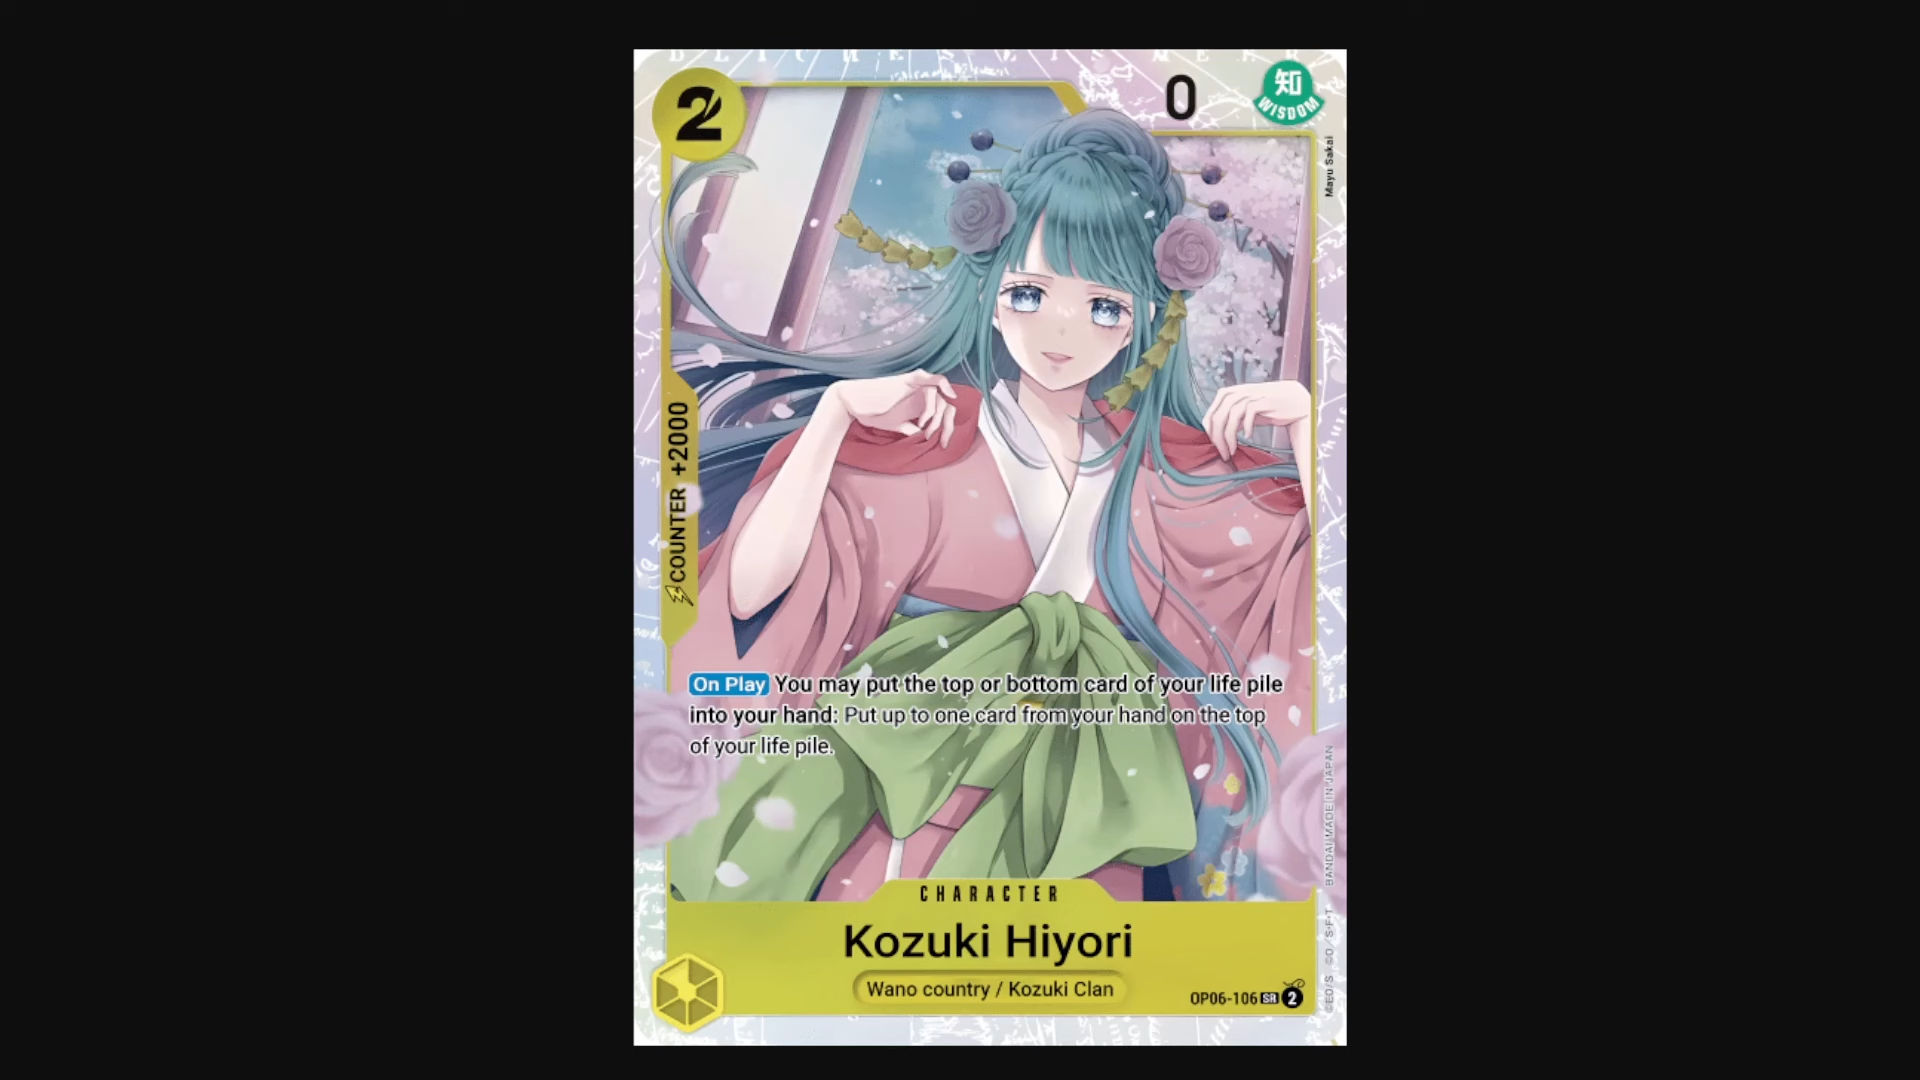 2
0
知
WISDOM
Mayu Sakai
COUNTER +2000
On Play You may put the top or bottom card of your life pile
into your hand: Put up to one card from your hand on the top
of your life pile.
BANDAI MADE IN JAPAN
©EO/S ©O/S·F·T
CHARACTER
Kozuki Hiyori
Wano country / Kozuki Clan
OP06-106 SR 2